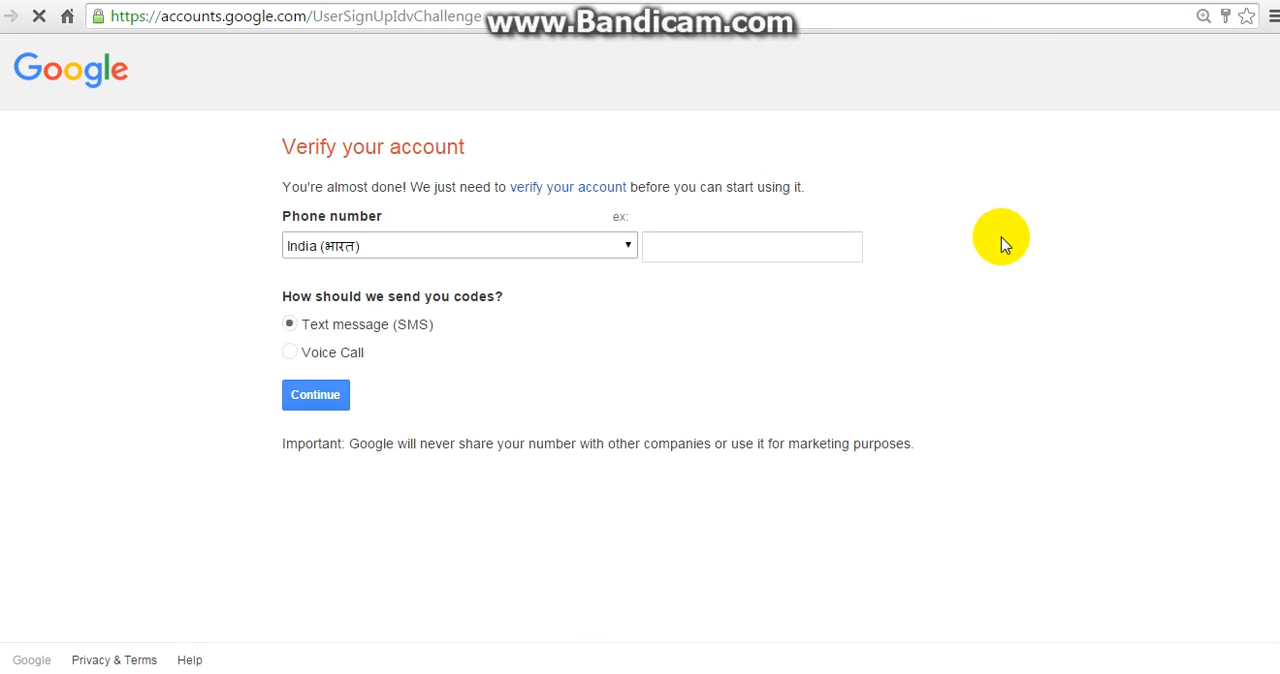 https://accounts.google.com/UserSignUpIdvChallenge
www.Bandicam.com
Google
Verify your account
You're almost done! We just need to verify your account before you can start using it.
Phone number ex:
India (भारत)
How should we send you codes?
Text message (SMS)
Voice Call
Continue
Important: Google will never share your number with other companies or use it for marketing purposes.
Google Privacy & Terms Help